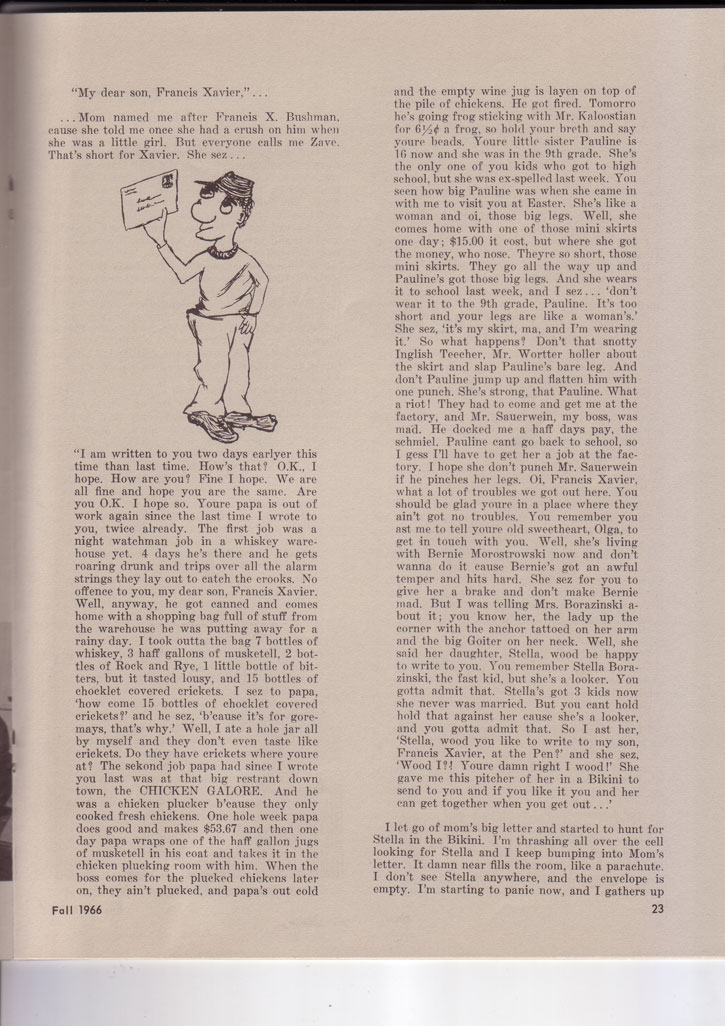 "My dear son, Francis Xavier,"...
...Mom named me after Francis X. Bushman,
cause she told me once she had a crush on him when
she was a little girl. But everyone calls me Zave.
That's short for Xavier. She sez...
"I am written to you two days earlyer this
time than last time. How's that? O.K., I
hope. How are you? Fine I hope. We are
all fine and hope you are the same. Are
you O.K. I hope so. Youre papa is out of
work again since the last time I wrote to
you, twice already. The first job was a
night watchman job in a whiskey ware-
house yet. 4 days he's there and he gets
roaring drunk and trips over all the alarm
strings they lay out to catch the crooks. No
offence to you, my dear son, Francis Xavier.
Well, anyway, he got canned and comes
home with a shopping bag full of stuff from
the warehouse he was putting away for a
rainy day. I took outta the bag 7 bottles of
whiskey, 3 haff gallons of musketell, 2 bot-
tles of Rock and Rye, 1 little bottle of bit-
ters, but it tasted lousy, and 15 bottles of
chocklet covered crickets. I sez to papa,
'how come 15 bottles of chocklet covered
crickets?' and he sez, 'b'cause it's for gore-
mays, that's why.' Well, I ate a hole jar all
by myself and they don't even taste like
crickets. Do they have crickets where youre
at? The sekond job papa had since I wrote
you last was at that big restrant down
town, the CHICKEN GALORE. And he
was a chicken plucker b'cause they only
cooked fresh chickens. One hole week papa
does good and makes $53.67 and then one
day papa wraps one of the haff gallon jugs
of musketell in his coat and takes it in the
chicken plucking room with him. When the
boss comes for the plucked chickens later
on, they ain't plucked, and papa's out cold
and the empty wine jug is layen on top of
the pile of chickens. He got fired. Tomorro
he's going frog sticking with Mr. Kaloostian
for 6½¢ a frog, so hold your breth and say
youre beads. Youre little sister Pauline is
16 now and she was in the 9th grade. She's
the only one of you kids who got to high
school, but she was ex-spelled last week. You
seen how big Pauline was when she came in
with me to visit you at Easter. She's like a
woman and oi, those big legs. Well, she
comes home with one of those mini skirts
one day; $15.00 it cost, but where she got
the money, who nose. Theyre so short, those
mini skirts. They go all the way up and
Pauline's got those big legs. And she wears
it to school last week, and I sez... 'don't
wear it to the 9th grade, Pauline. It's too
short and your legs are like a woman's.'
She sez, 'it's my skirt, ma, and I'm wearing
it.' So what happens? Don't that snotty
Inglish Teecher, Mr. Wortter holler about
the skirt and slap Pauline's bare leg. And
don't Pauline jump up and flatten him with
one punch. She's strong, that Pauline. What
a riot! They had to come and get me at the
factory, and Mr. Sauerwein, my boss, was
mad. He docked me a haff days pay, the
schmiel. Pauline cant go back to school, so
I gess I'll have to get her a job at the fac-
tory. I hope she don't punch Mr. Sauerwein
if he pinches her legs. Oi, Francis Xavier,
what a lot of troubles we got out here. You
should be glad youre in a place where they
ain't got no troubles. You remember you
ast me to tell youre old sweetheart, Olga, to
get in touch with you. Well, she's living
with Bernie Morostrowski now and don't
wanna do it cause Bernie's got an awful
temper and hits hard. She sez for you to
give her a brake and don't make Bernie
mad. But I was telling Mrs. Borazinski a-
bout it; you know her, the lady up the
corner with the anchor tattoed on her arm
and the big Goiter on her neck. Well, she
said her daughter, Stella, wood be happy
to write to you. You remember Stella Bora-
zinski, the fast kid, but she's a looker. You
gotta admit that. Stella's got 3 kids now
she never was married. But you cant hold
hold that against her cause she's a looker,
and you gotta admit that. So I ast her,
'Stella, wood you like to write to my son,
Francis Xavier, at the Pen?' and she sez,
'Wood I?! Youre damn right I wood!' She
gave me this pitcher of her in a Bikini to
send to you and if you like it you and her
can get together when you get out...'
I let go of mom's big letter and started to hunt for
Stella in the Bikini. I'm thrashing all over the cell
looking for Stella and I keep bumping into Mom's
letter. It damn near fills the room, like a parachute.
I don't see Stella anywhere, and the envelope is
empty. I'm starting to panic now, and I gathers up
Fall 1966
23